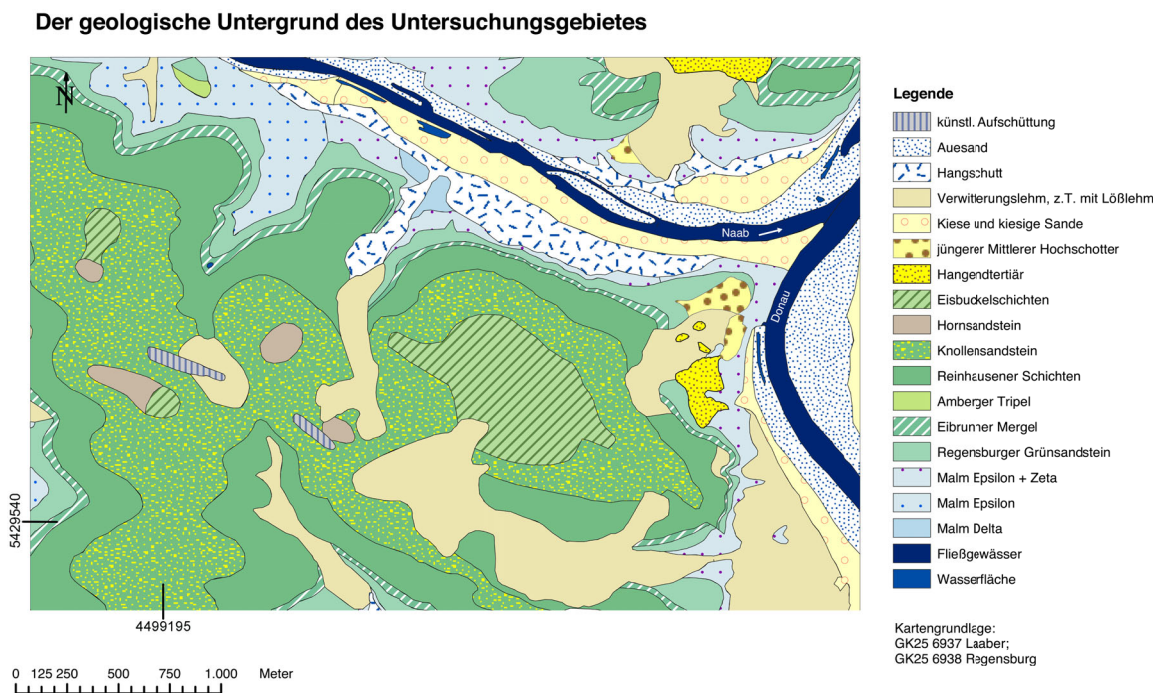 Der geologische Untergrund des Untersuchungsgebietes
N
Naab
Donau
5429540
4499195
0 125 250 500 750 1.000 Meter
Legende
künstl. Aufschüttung
Auesand
Hangschutt
Verwitterungslehm, z.T. mit Lößlehm
Kiese und kiesige Sande
jüngerer Mittlerer Hochschotter
Hangendtertiär
Eisbuckelschichten
Hornsandstein
Knollensandstein
Reinhausener Schichten
Amberger Tripel
Eibrunner Mergel
Regensburger Grünsandstein
Malm Epsilon + Zeta
Malm Epsilon
Malm Delta
Fließgewässer
Wasserfläche
Kartengrundlage:
GK25 6937 Laaber;
GK25 6938 Regensburg